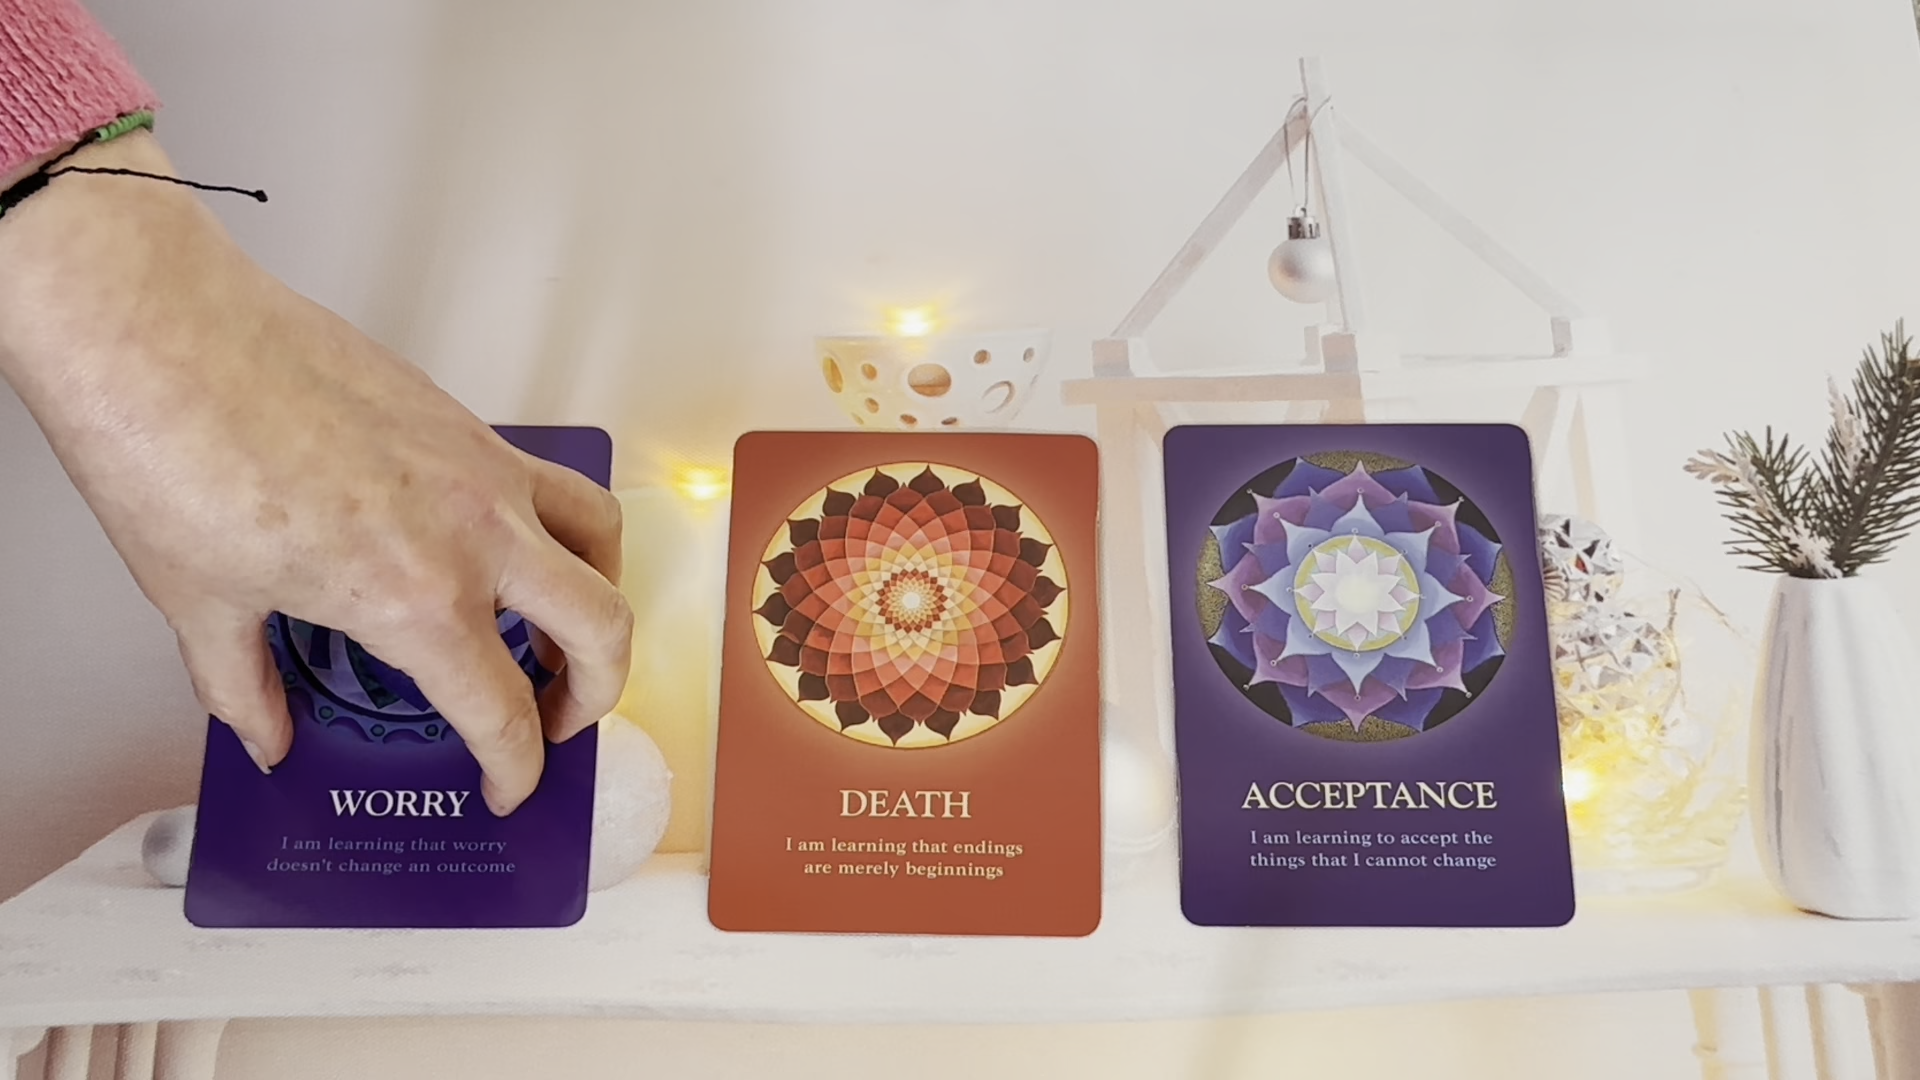 WORRY
I am learning that worry
doesn't change an outcome
DEATH
I am learning that endings
are merely beginnings
ACCEPTANCE
I am learning to accept the
things that I cannot change